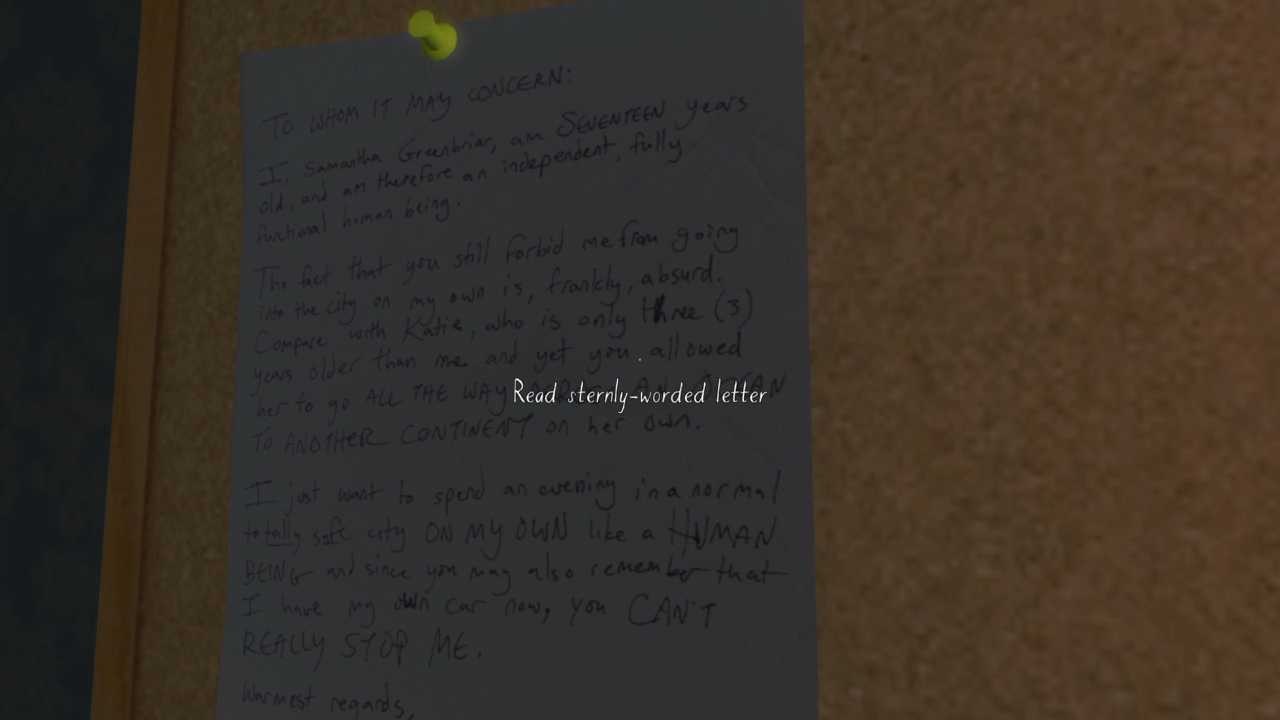 TO WHOM IT MAY CONCERN:
I, Samantha Greenbriar, am SEVENTEEN years
old, and am therefore an independent, fully
functional human being.
The fact that you still forbid me from going
into the city on my own is, frankly, absurd.
Compare with Katie, who is only three (3)
years older than me and yet you allowed
her to go ALL THE WAY ACROSS AN OCEAN
Read sternly-worded letter
TO ANOTHER CONTINENT on her own.
I just want to spend an evening in a normal
totally safe city ON MY OWN like a HUMAN
BEING and since you may also remember that
I have my own car now, you CAN'T
REALLY STOP ME.
Warmest regards,